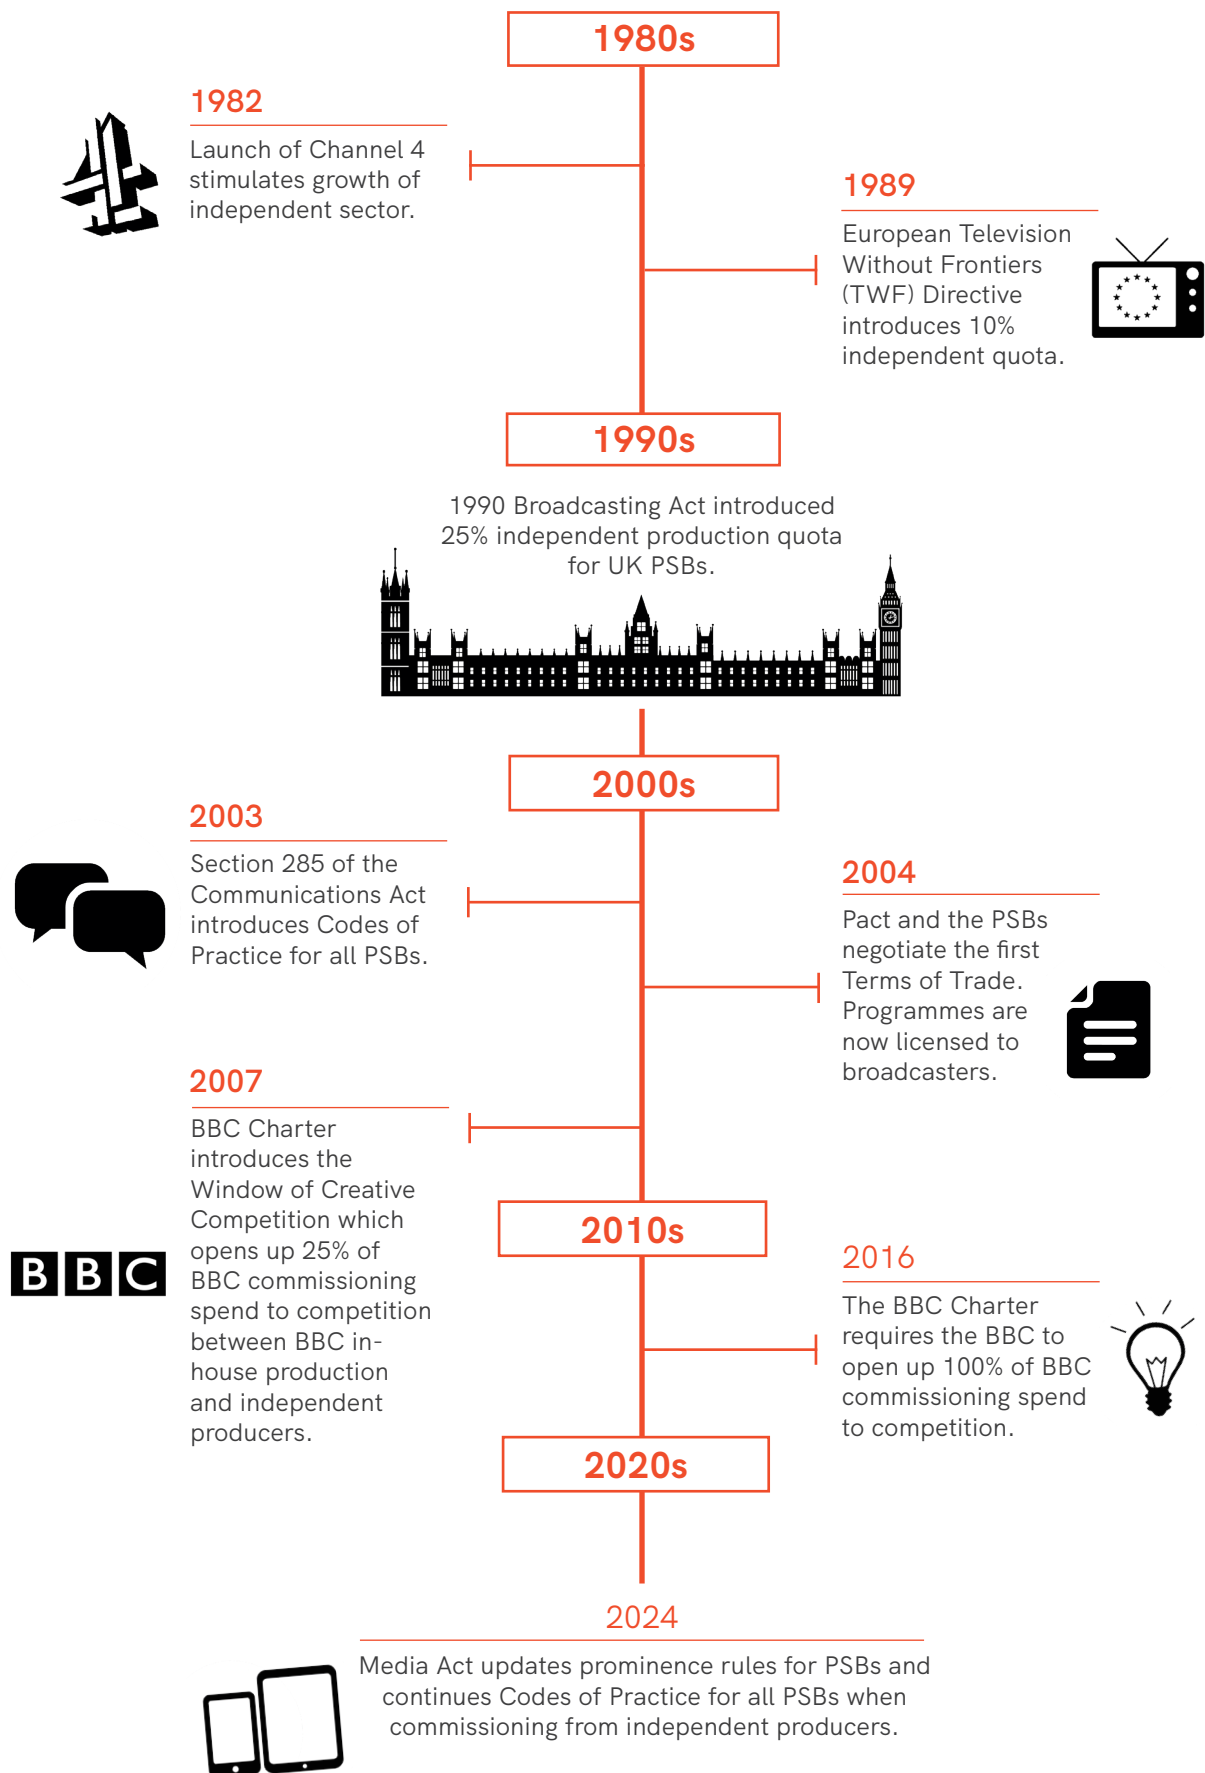 1980s
1982
Launch of Channel 4
stimulates growth of
independent sector.
1989
European Television
Without Frontiers
(TWF) Directive
introduces 10%
independent quota.
1990s
1990 Broadcasting Act introduced
25% independent production quota
for UK PSBs.
2000s
2003
Section 285 of the
Communications Act
introduces Codes of
Practice for all PSBs.
2004
Pact and the PSBs
negotiate the first
Terms of Trade.
Programmes are
now licensed to
broadcasters.
2007
BBC Charter
introduces the
Window of Creative
Competition which
opens up 25% of
BBC commissioning
spend to competition
between BBC in-
house production
and independent
producers.
BBC
2010s
2016
The BBC Charter
requires the BBC to
open up 100% of BBC
commissioning spend
to competition.
2020s
2024
Media Act updates prominence rules for PSBs and
continues Codes of Practice for all PSBs when
commissioning from independent producers.